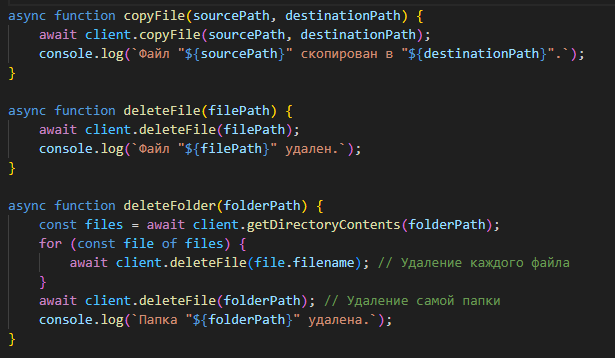 async function copyFile(sourcePath, destinationPath) {
    await client.copyFile(sourcePath, destinationPath);
    console.log(`Файл "${sourcePath}" скопирован в "${destinationPath}".`);
}

async function deleteFile(filePath) {
    await client.deleteFile(filePath);
    console.log(`Файл "${filePath}" удален.`);
}

async function deleteFolder(folderPath) {
    const files = await client.getDirectoryContents(folderPath);
    for (const file of files) {
        await client.deleteFile(file.filename); // Удаление каждого файла
    }
    await client.deleteFile(folderPath); // Удаление самой папки
    console.log(`Папка "${folderPath}" удалена.`);
}